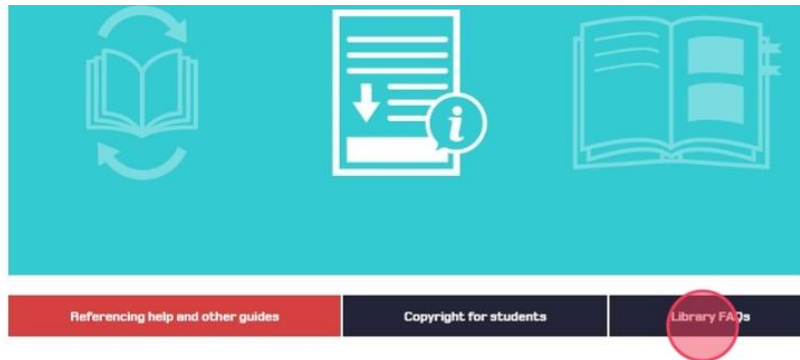 Referencing help and other guides
Copyright for students
Library FAQs